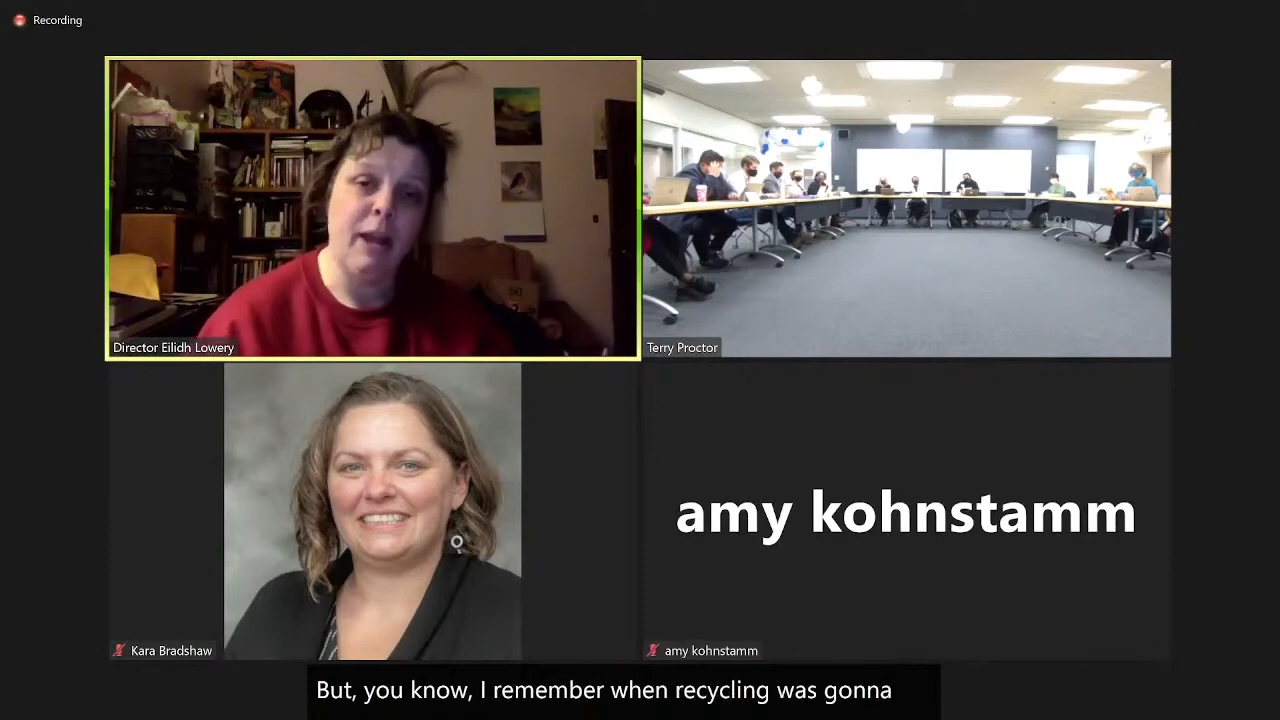 Recording
Director Eilidh Lowery
Terry Proctor
amy kohnstamm
Kara Bradshaw
amy kohnstamm
But, you know, I remember when recycling was gonna